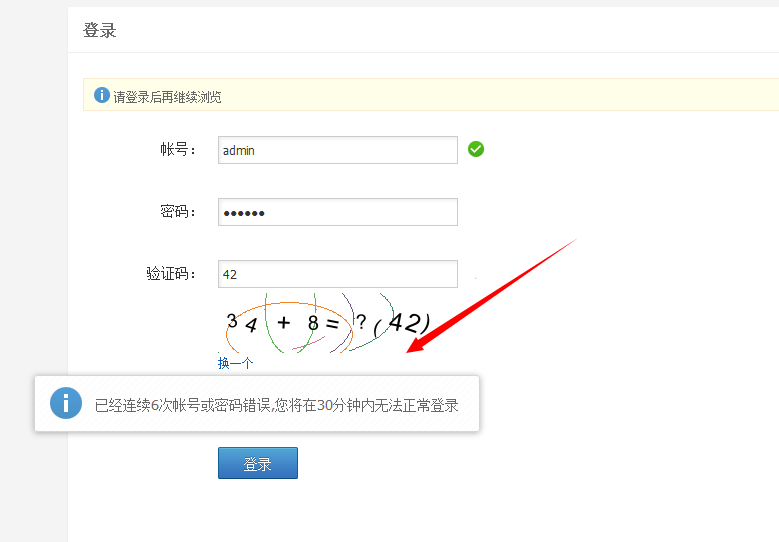 登录
请登录后再继续浏览
帐号： admin
密码： ●●●●●●
验证码： 42
34 + 8 = ? (42)
换一个
已经连续6次帐号或密码错误,您将在30分钟内无法正常登录
登录